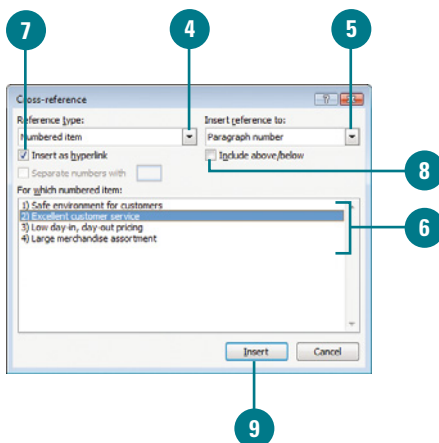 7
4
5
Cross-reference
Reference type:
Insert reference to:
Numbered item
Paragraph number
Insert as hyperlink
Include above/below
8
Separate numbers with
For which numbered item:
1) Safe environment for customers
2) Excellent customer service
3) Low day-in, day-out pricing
4) Large merchandise assortment
6
Insert
Cancel
9